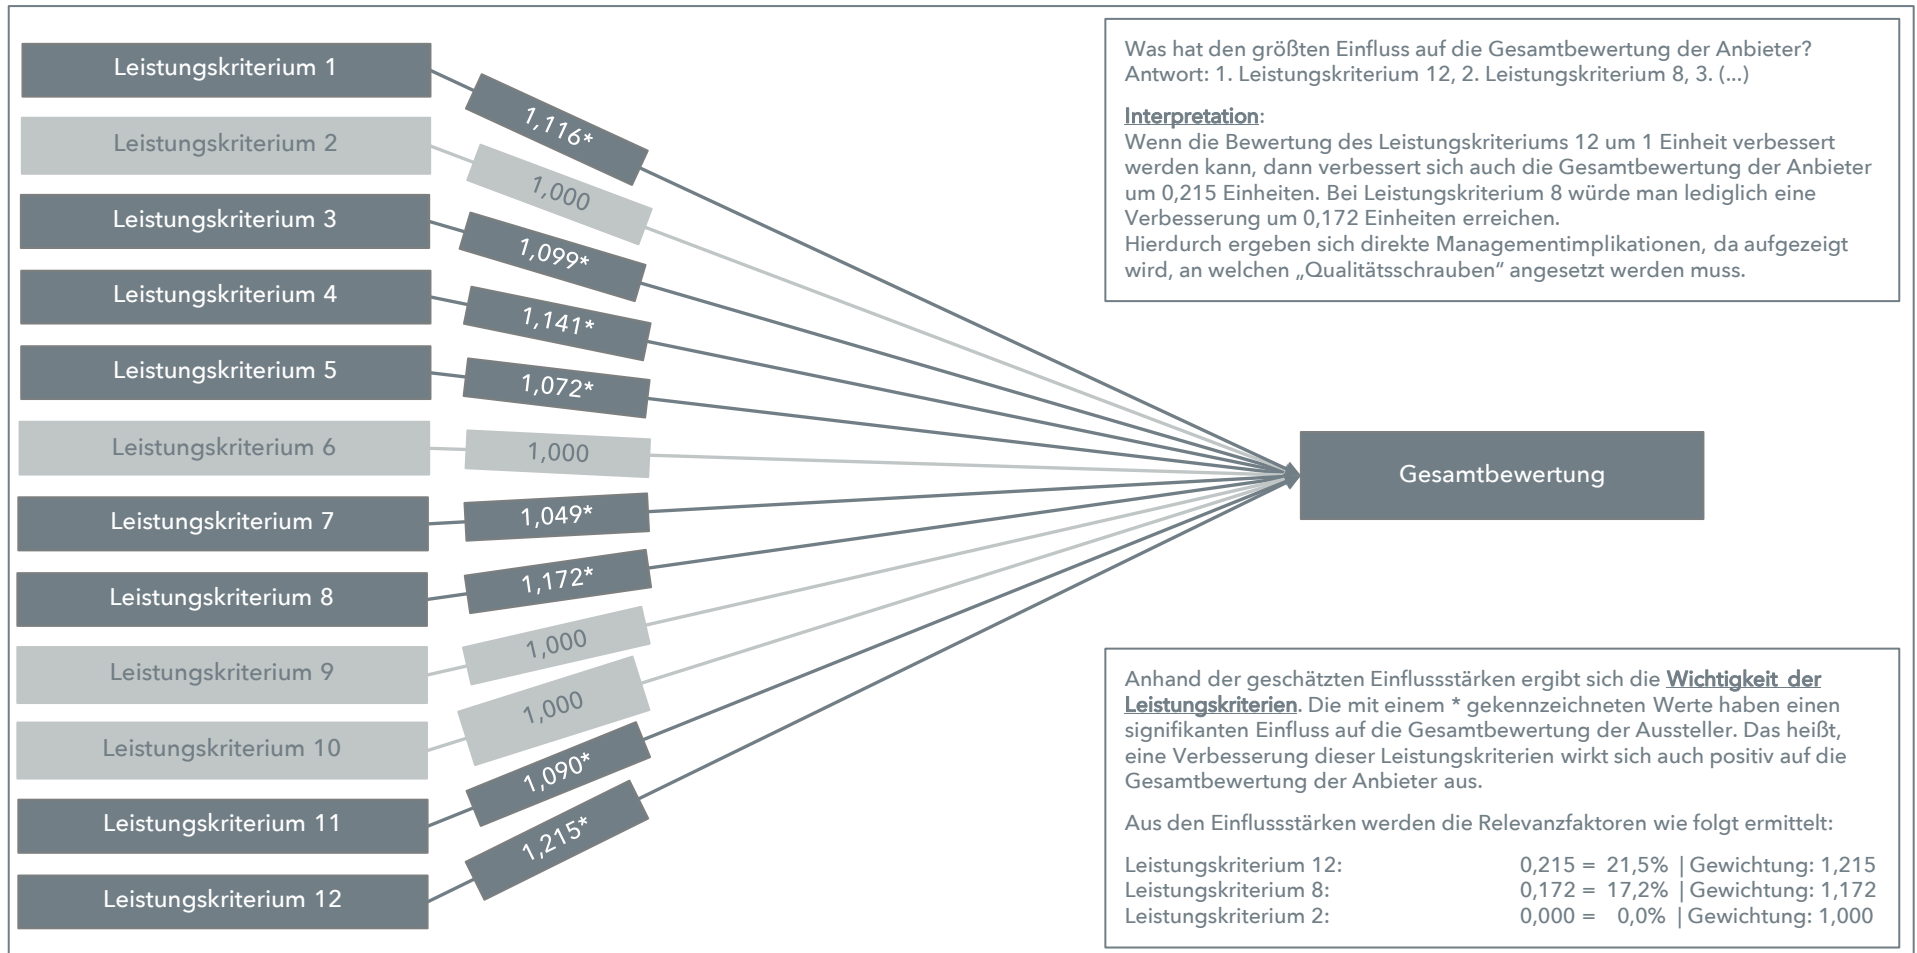 Leistungskriterium 1
1,116*
Leistungskriterium 2
1,000
Leistungskriterium 3
1,099*
Leistungskriterium 4
1,141*
Leistungskriterium 5
1,072*
Leistungskriterium 6
1,000
Leistungskriterium 7
1,049*
Leistungskriterium 8
1,172*
Leistungskriterium 9
1,000
Leistungskriterium 10
1,000
Leistungskriterium 11
1,090*
Leistungskriterium 12
1,215*
Gesamtbewertung
Was hat den größten Einfluss auf die Gesamtbewertung der Anbieter?
Antwort: 1. Leistungskriterium 12, 2. Leistungskriterium 8, 3. (...)
Interpretation:
Wenn die Bewertung des Leistungskriteriums 12 um 1 Einheit verbessert
werden kann, dann verbessert sich auch die Gesamtbewertung der Anbieter
um 0,215 Einheiten. Bei Leistungskriterium 8 würde man lediglich eine
Verbesserung um 0,172 Einheiten erreichen.
Hierdurch ergeben sich direkte Managementimplikationen, da aufgezeigt
wird, an welchen „Qualitätsschrauben“ angesetzt werden muss.
Anhand der geschätzten Einflussstärken ergibt sich die Wichtigkeit der
Leistungskriterien. Die mit einem * gekennzeichneten Werte haben einen
signifikanten Einfluss auf die Gesamtbewertung der Aussteller. Das heißt,
eine Verbesserung dieser Leistungskriterien wirkt sich auch positiv auf die
Gesamtbewertung der Anbieter aus.
Aus den Einflussstärken werden die Relevanzfaktoren wie folgt ermittelt:
Leistungskriterium 12: 0,215 = 21,5% | Gewichtung: 1,215
Leistungskriterium 8: 0,172 = 17,2% | Gewichtung: 1,172
Leistungskriterium 2: 0,000 = 0,0% | Gewichtung: 1,000